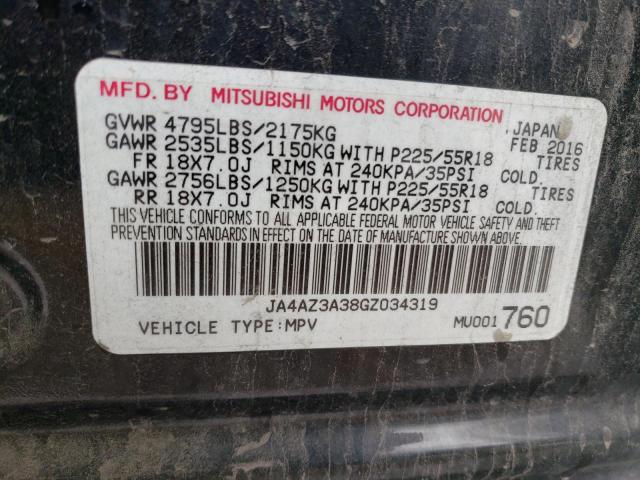 MFD. BY MITSUBISHI MOTORS CORPORATION
GVWR 4795LBS/2175KG JAPAN
GAWR 2535LBS/1150KG WITH P225/55R18 FEB 2016 TIRES
FR 18X7.0J RIMS AT 240KPA/35PSI COLD.
GAWR 2756LBS/1250KG WITH P225/55R18 TIRES
RR 18X7.0J RIMS AT 240KPA/35PSI COLD.
THIS VEHICLE CONFORMS TO ALL APPLICABLE FEDERAL MOTOR VEHICLE SAFETY AND THEFT
PREVENTION STANDARDS IN EFFECT ON THE DATE OF MANUFACTURE SHOWN ABOVE.
JA4AZ3A38GZ034319
VEHICLE TYPE:MPV MU001 760